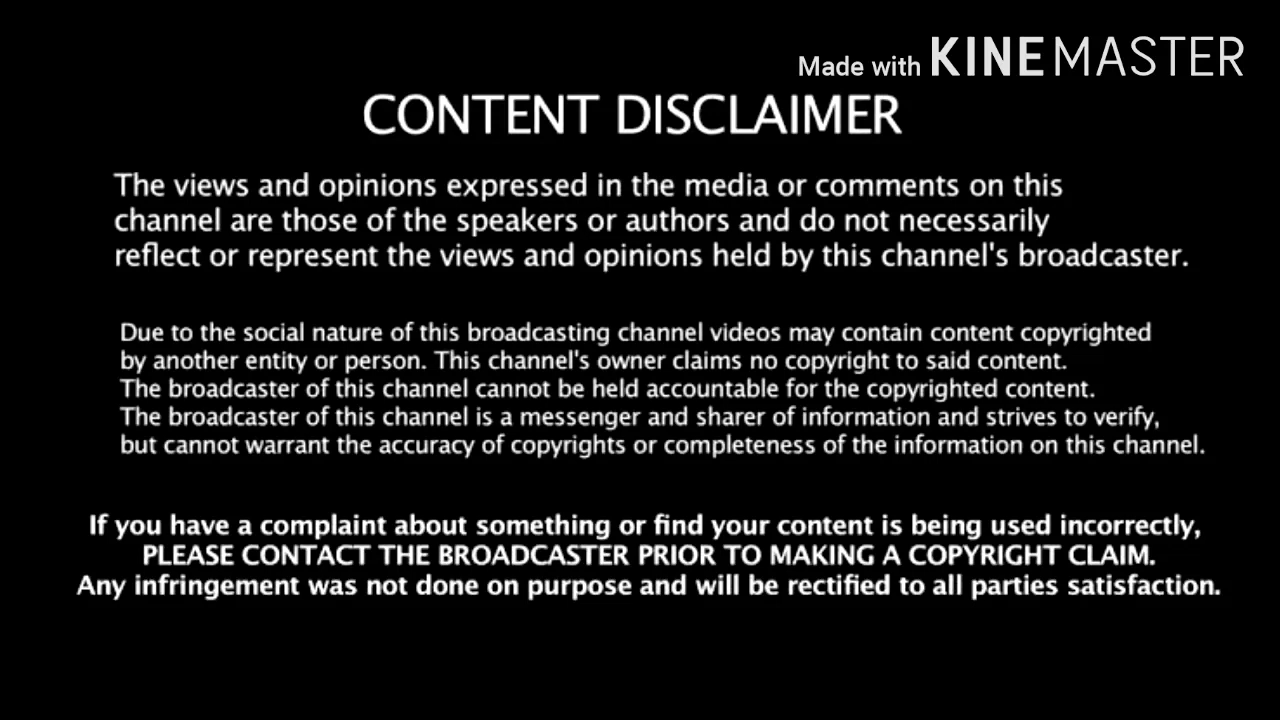 Made with KINEMASTER
CONTENT DISCLAIMER
The views and opinions expressed in the media or comments on this
channel are those of the speakers or authors and do not necessarily
reflect or represent the views and opinions held by this channel's broadcaster.
Due to the social nature of this broadcasting channel videos may contain content copyrighted
by another entity or person. This channel's owner claims no copyright to said content.
The broadcaster of this channel cannot be held accountable for the copyrighted content.
The broadcaster of this channel is a messenger and sharer of information and strives to verify,
but cannot warrant the accuracy of copyrights or completeness of the information on this channel.
If you have a complaint about something or find your content is being used incorrectly,
PLEASE CONTACT THE BROADCASTER PRIOR TO MAKING A COPYRIGHT CLAIM.
Any infringement was not done on purpose and will be rectified to all parties satisfaction.